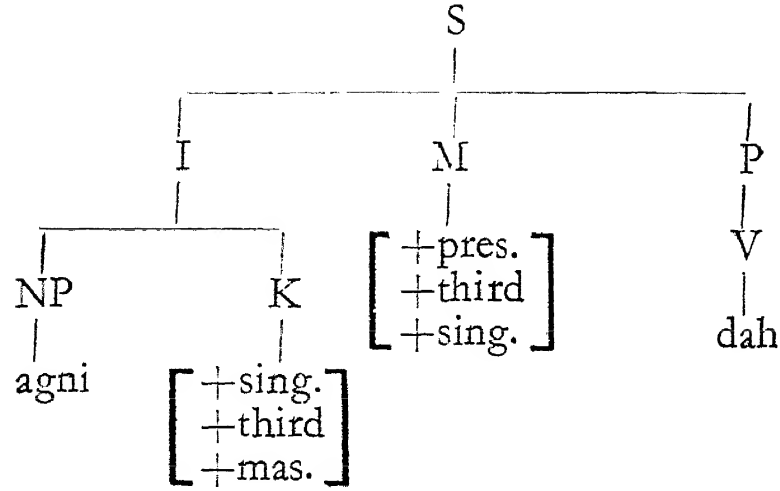 S
I M P
NP K [+pres. +third +sing.] V
agni [+sing. +third +mas.] dah